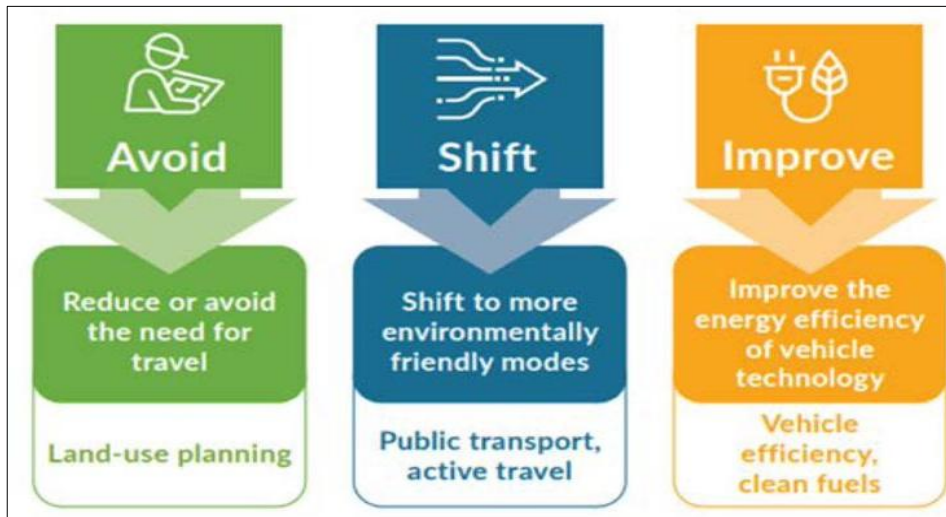 Avoid
Reduce or avoid
the need for
travel
Land-use planning
Shift
Shift to more
environmentally
friendly modes
Public transport,
active travel
Improve
Improve the
energy efficiency
of vehicle
technology
Vehicle
efficiency,
clean fuels